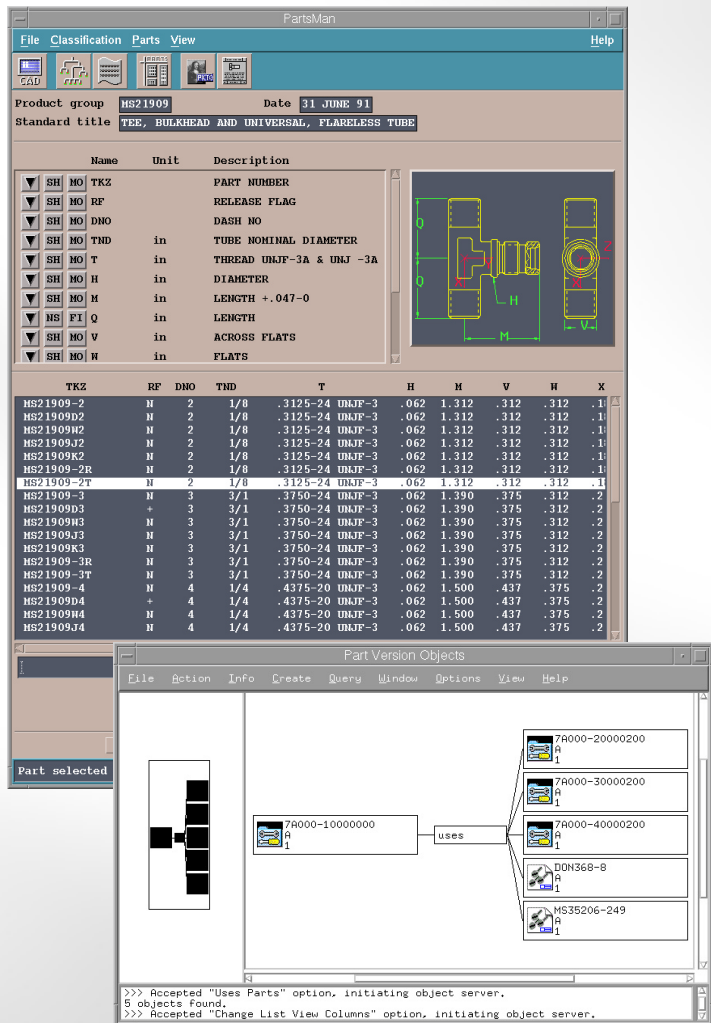 PartsMan
File Classification Parts View Help
CAD PARTS PICTO
Product group MS21909 Date 31 JUNE 91
Standard title TEE, BULKHEAD AND UNIVERSAL, FLARELESS TUBE
Name Unit Description
SH MO TKZ PART NUMBER
SH MO RF RELEASE FLAG
SH MO DNO DASH NO
SH MO TND in TUBE NOMINAL DIAMETER
SH MO T in THREAD UNJF-3A & UNJ -3A
SH MO H in DIAMETER
SH MO M in LENGTH +.047-0
NS FI Q in LENGTH
SH MO V in ACROSS FLATS
SH MO W in FLATS
Q
Q
H
M
V
Z
TKZ RF DNO TND T H M V W X
MS21909-2 N 2 1/8 .3125-24 UNJF-3 .062 1.312 .312 .312 .1
MS21909D2 N 2 1/8 .3125-24 UNJF-3 .062 1.312 .312 .312 .1
MS21909W2 N 2 1/8 .3125-24 UNJF-3 .062 1.312 .312 .312 .1
MS21909J2 N 2 1/8 .3125-24 UNJF-3 .062 1.312 .312 .312 .1
MS21909K2 N 2 1/8 .3125-24 UNJF-3 .062 1.312 .312 .312 .1
MS21909-2R N 2 1/8 .3125-24 UNJF-3 .062 1.312 .312 .312 .1
MS21909-2T N 2 1/8 .3125-24 UNJF-3 .062 1.312 .312 .312 .1
MS21909-3 N 3 3/1 .3750-24 UNJF-3 .062 1.390 .375 .312 .2
MS21909D3 + 3 3/1 .3750-24 UNJF-3 .062 1.390 .375 .312 .2
MS21909W3 N 3 3/1 .3750-24 UNJF-3 .062 1.390 .375 .312 .2
MS21909J3 N 3 3/1 .3750-24 UNJF-3 .062 1.390 .375 .312 .2
MS21909K3 N 3 3/1 .3750-24 UNJF-3 .062 1.390 .375 .312 .2
MS21909-3R N 3 3/1 .3750-24 UNJF-3 .062 1.390 .375 .312 .2
MS21909-3T N 3 3/1 .3750-24 UNJF-3 .062 1.390 .375 .312 .2
MS21909-4 N 4 1/4 .4375-20 UNJF-3 .062 1.500 .437 .375 .2
MS21909D4 + 4 1/4 .4375-20 UNJF-3 .062 1.500 .437 .375 .2
MS21909W4 N 4 1/4 .4375-20 UNJF-3 .062 1.500 .437 .375 .2
MS21909J4 N 4 1/4 .4375-20 UNJF-3 .062 1.500 .437 .375 .2
Part selected
Part Version Objects
File Action Info Create Query Window Options View Help
7A000-10000000
A
1
uses
7A000-20000200
A
1
7A000-30000200
A
1
7A000-40000200
A
1
DON368-8
A
1
MS35206-249
A
1
>>> Accepted "Uses Parts" option, initiating object server.
5 objects found.
>>> Accepted "Change List View Columns" option, initiating object server.